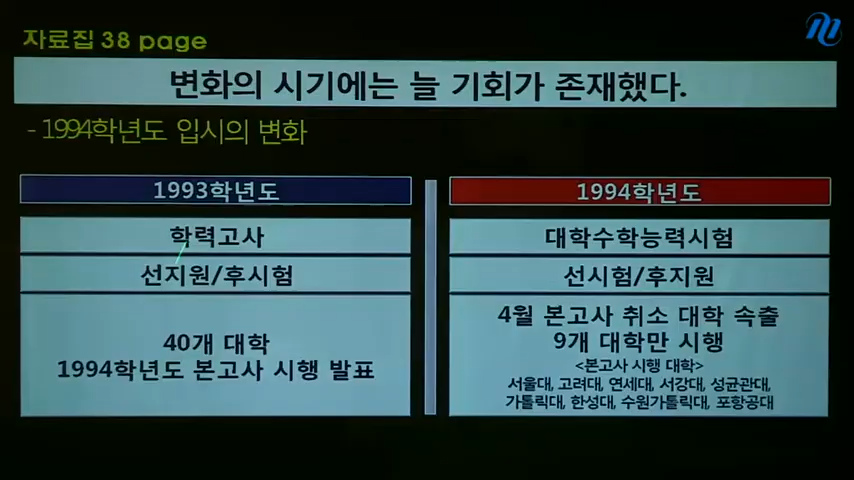 자료집 38 page
변화의 시기에는 늘 기회가 존재했다.
- 1994학년도 입시의 변화
1993학년도
학력고사
선지원/후시험
40개 대학
1994학년도 본고사 시행 발표
1994학년도
대학수학능력시험
선시험/후지원
4월 본고사 취소 대학 속출
9개 대학만 시행
<본고사 시행 대학>
서울대, 고려대, 연세대, 서강대, 성균관대,
가톨릭대, 한성대, 수원가톨릭대, 포항공대